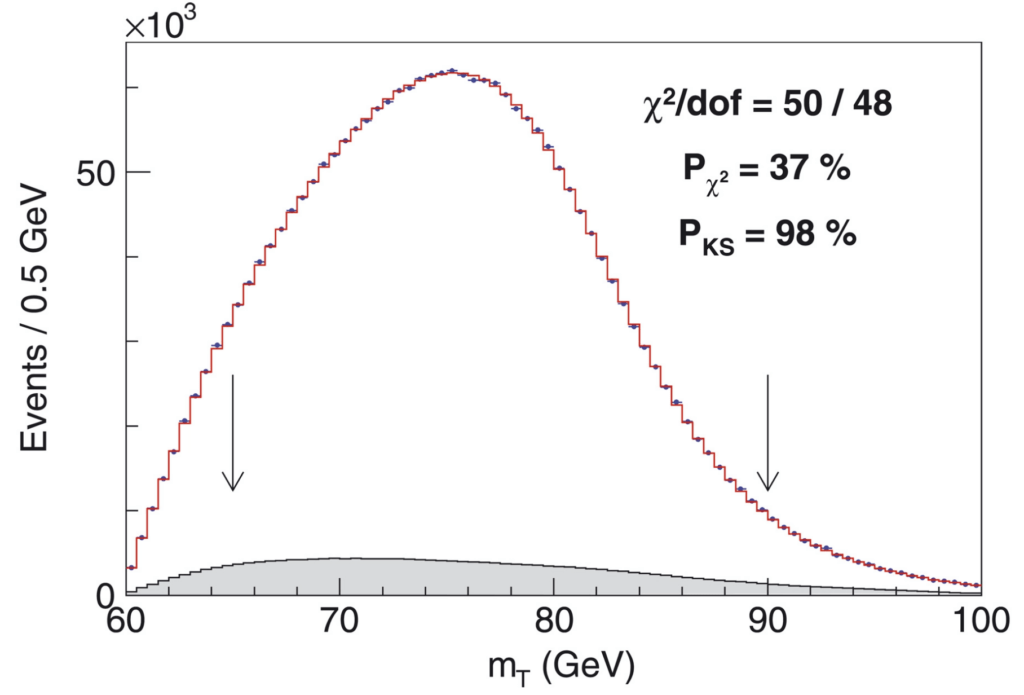 ×10³
χ²/dof = 50 / 48
P_χ² = 37 %
P_KS = 98 %
50
0
Events / 0.5 GeV
60 70 80 90 100
m_T (GeV)